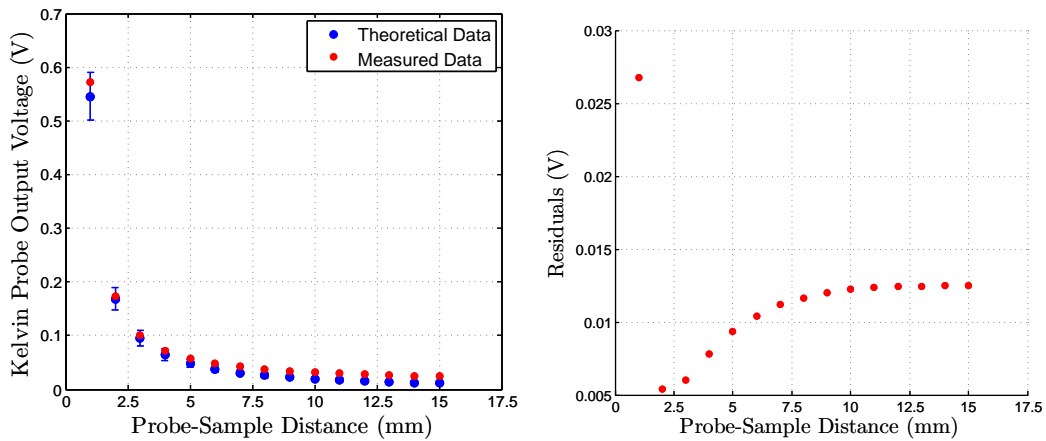 Kelvin Probe Output Voltage (V)
0.7
0.6
0.5
0.4
0.3
0.2
0.1
0
Theoretical Data
Measured Data
0 2.5 5 7.5 10 12.5 15 17.5
Probe-Sample Distance (mm)
Residuals (V)
0.03
0.025
0.02
0.015
0.01
0.005
0 2.5 5 7.5 10 12.5 15 17.5
Probe-Sample Distance (mm)